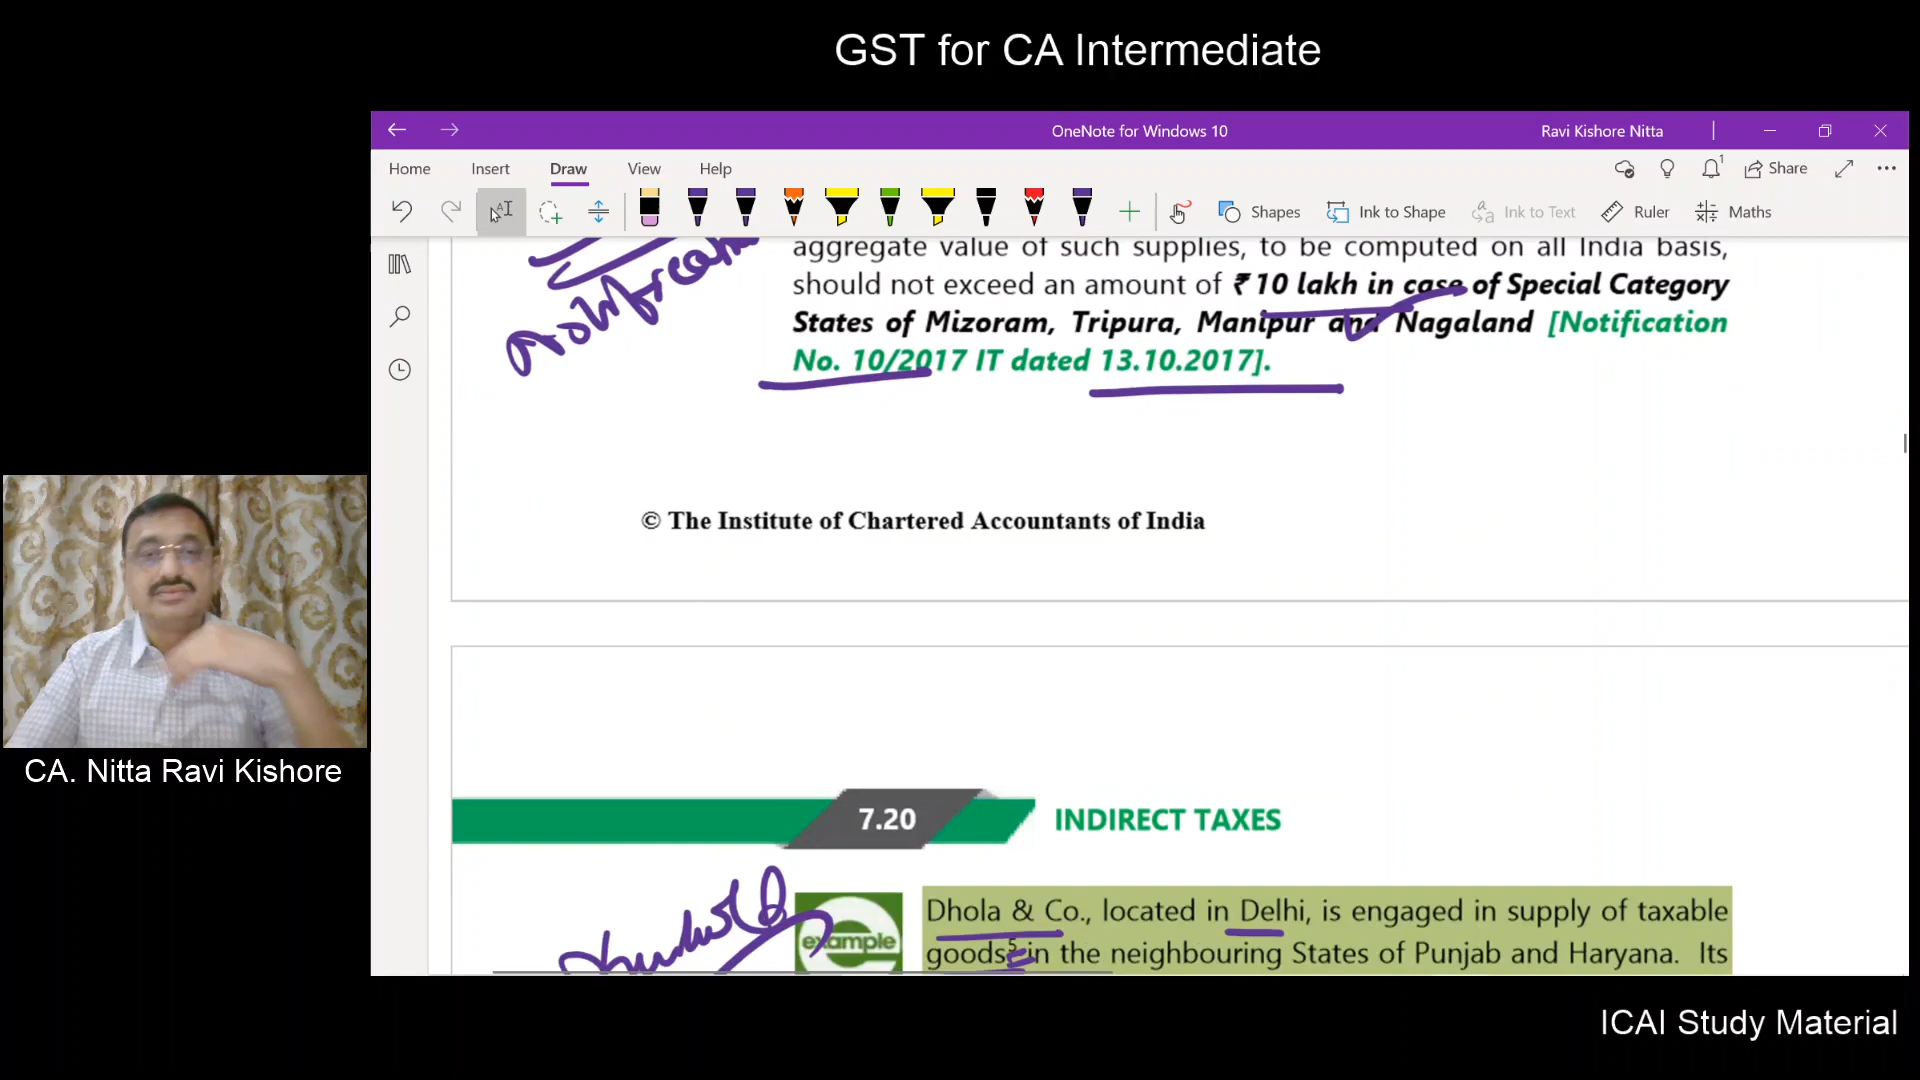 GST for CA Intermediate
OneNote for Windows 10
Ravi Kishore Nitta
Home Insert Draw View Help
1
Share
AI
Shapes
Ink to Shape
Ink to Text
Ruler
Maths
aggregate value of such supplies, to be computed on all India basis,
should not exceed an amount of ₹ 10 lakh in case of Special Category
States of Mizoram, Tripura, Manipur and Nagaland [Notification
No. 10/2017 IT dated 13.10.2017].
© The Institute of Chartered Accountants of India
CA. Nitta Ravi Kishore
7.20
INDIRECT TAXES
example
Dhola & Co., located in Delhi, is engaged in supply of taxable
goods5 in the neighbouring States of Punjab and Haryana. Its
ICAI Study Material